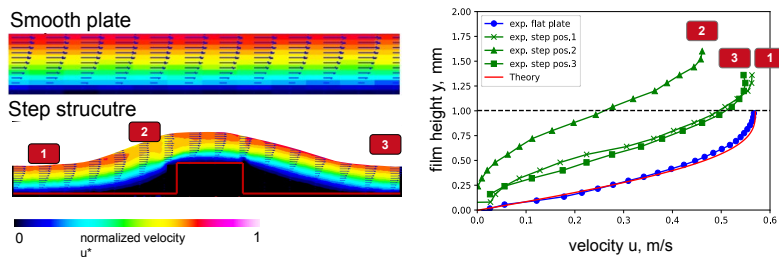 Smooth plate
Step strucutre
1
2
3
0
normalized velocity
u*
1
2.00
1.75
1.50
1.25
1.00
0.75
0.50
0.25
0.00
film height y, mm
exp. flat plate
exp. step pos,1
exp. step pos.2
exp. step pos.3
Theory
2
3
1
0.0 0.1 0.2 0.3 0.4 0.5 0.6
velocity u, m/s